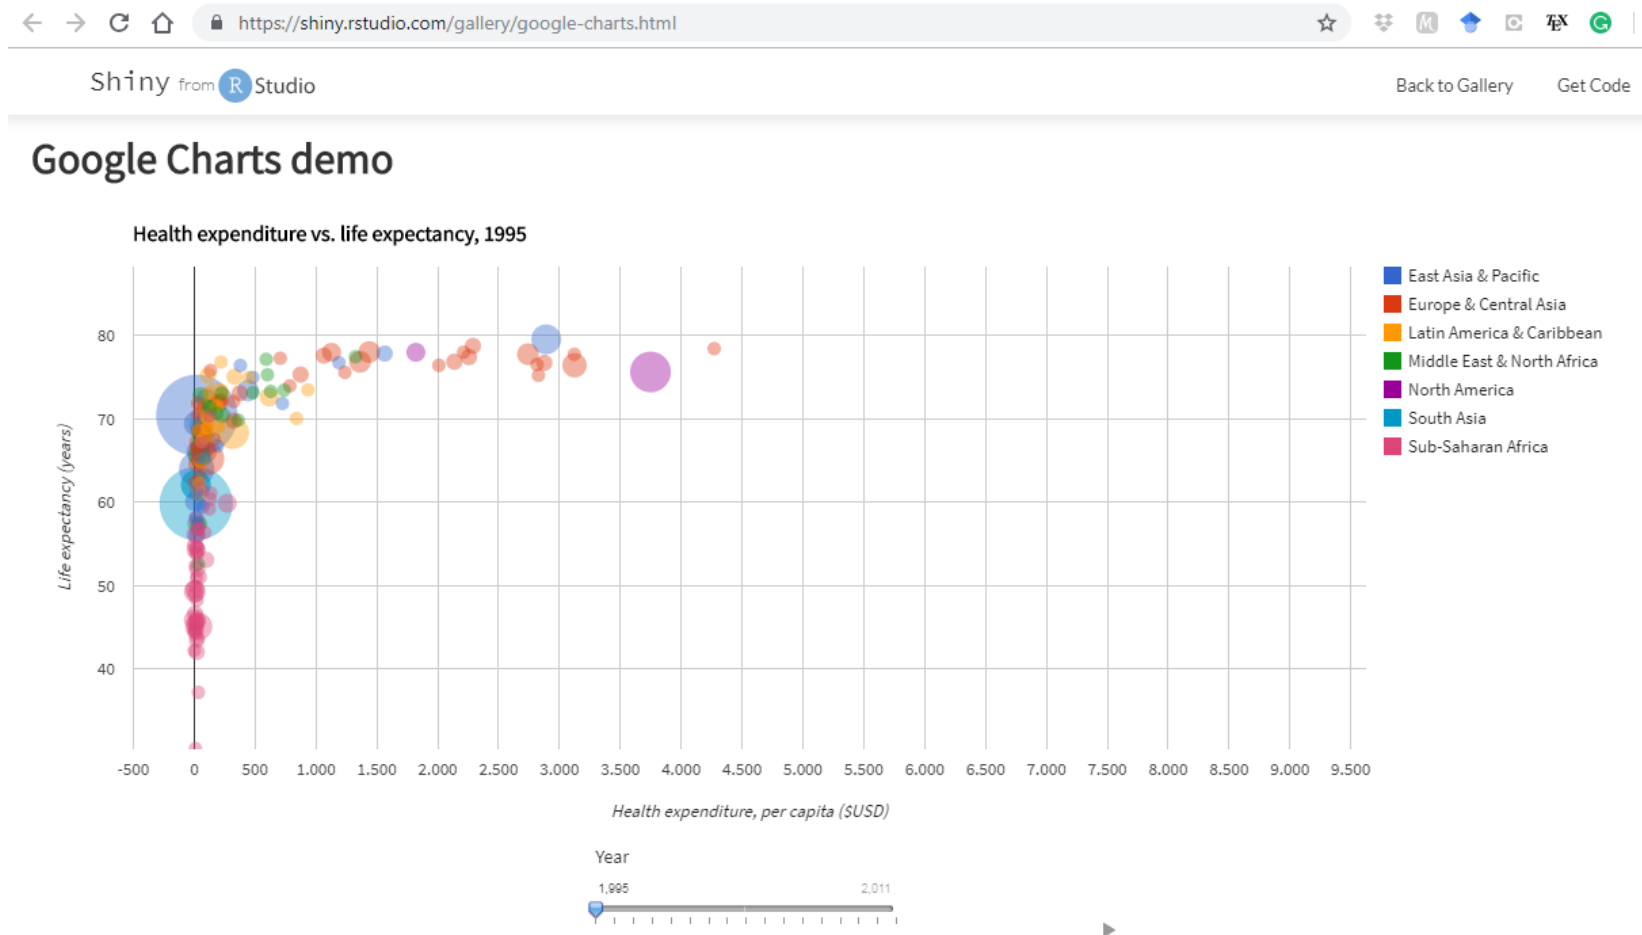 https://shiny.rstudio.com/gallery/google-charts.html
Shiny from R Studio
Back to Gallery Get Code
Google Charts demo
Health expenditure vs. life expectancy, 1995
East Asia & Pacific
Europe & Central Asia
Latin America & Caribbean
Middle East & North Africa
North America
South Asia
Sub-Saharan Africa
80
70
60
50
40
Life expectancy (years)
-500 0 500 1.000 1.500 2.000 2.500 3.000 3.500 4.000 4.500 5.000 5.500 6.000 6.500 7.000 7.500 8.000 8.500 9.000 9.500
Health expenditure, per capita ($USD)
Year
1,995 2,011